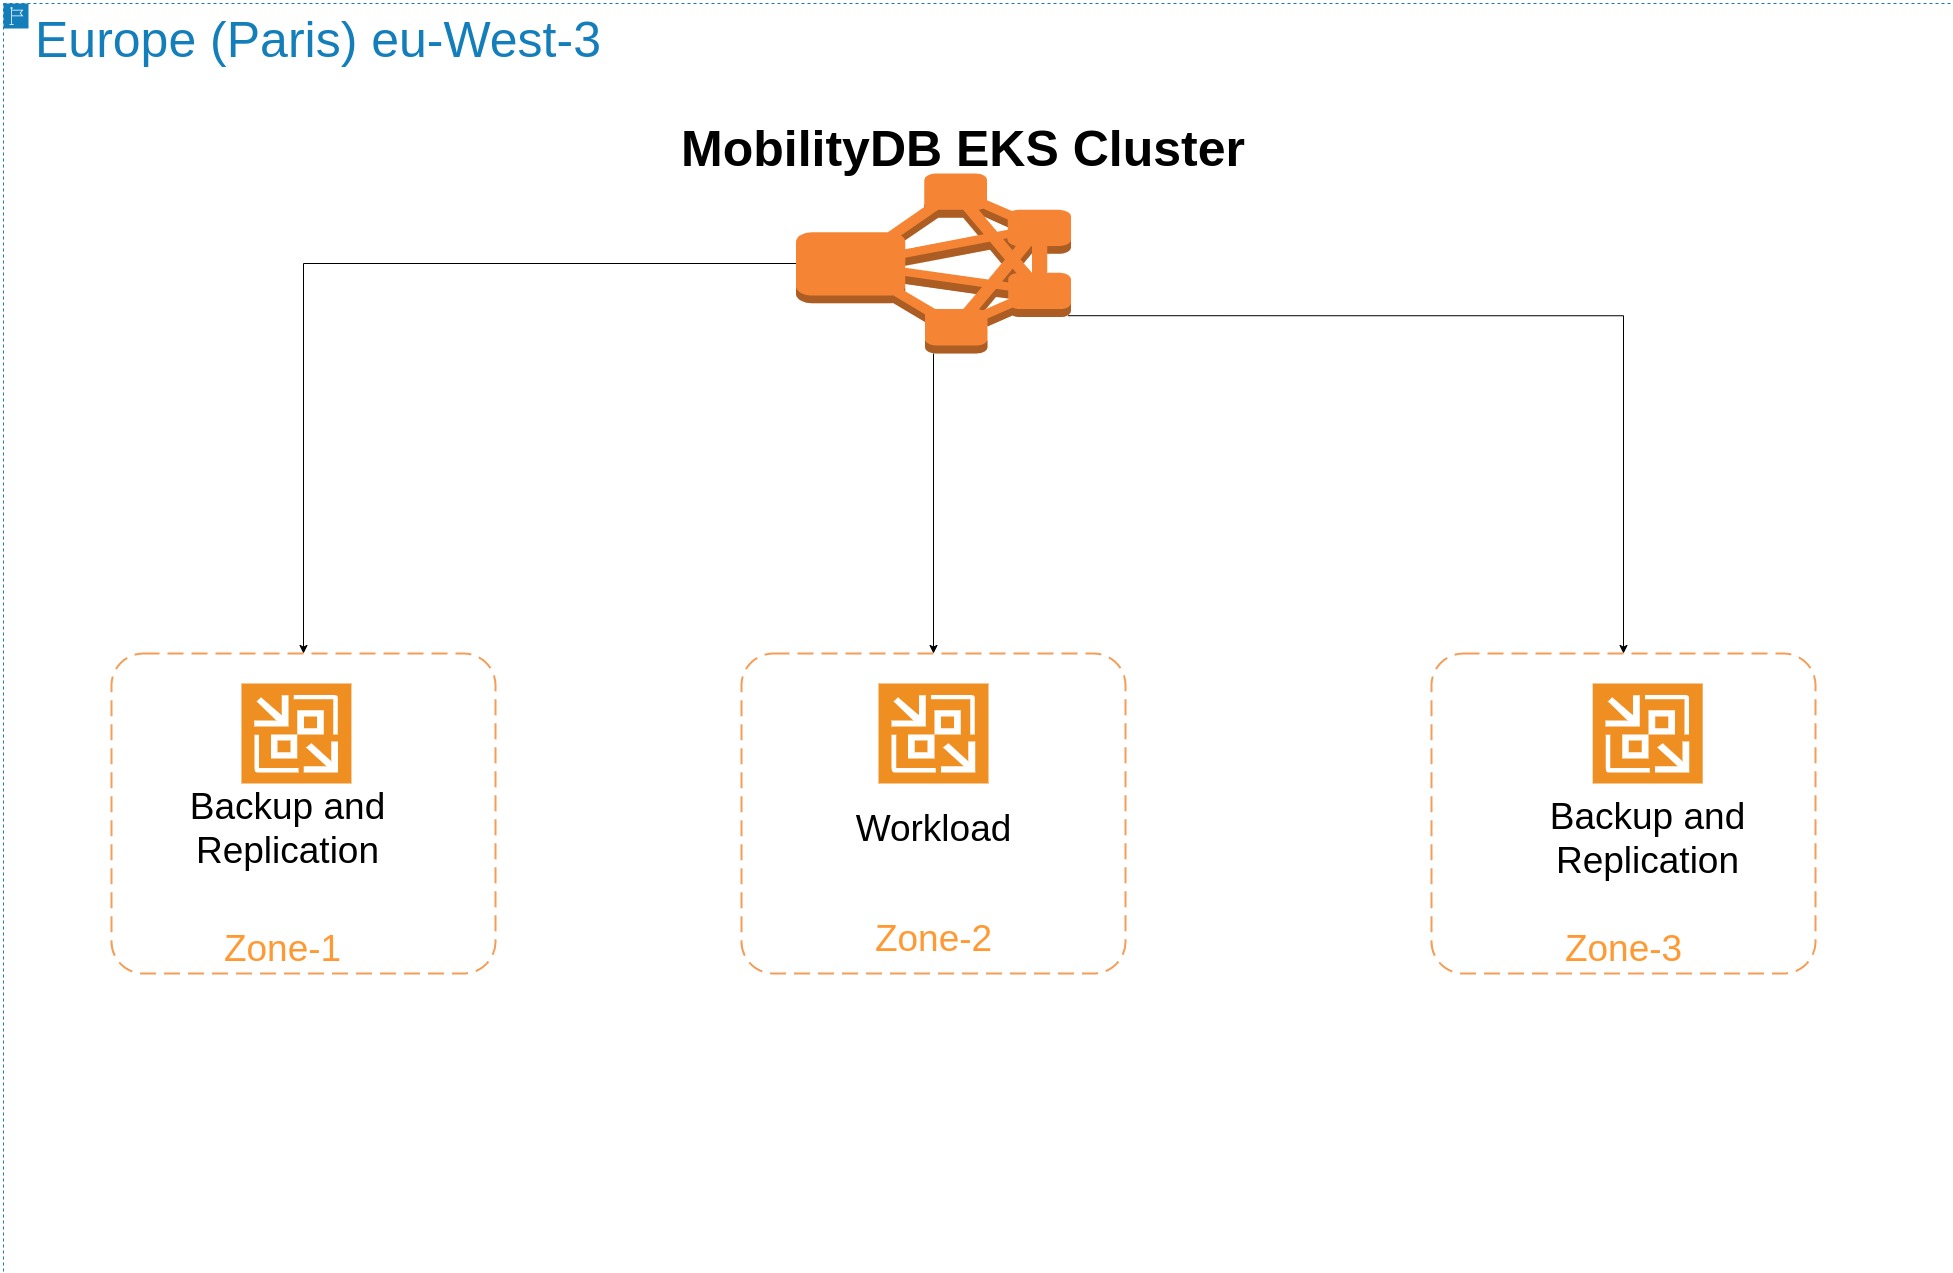 Europe (Paris) eu-West-3
MobilityDB EKS Cluster
Backup and
Replication
Zone-1
Workload
Zone-2
Backup and
Replication
Zone-3